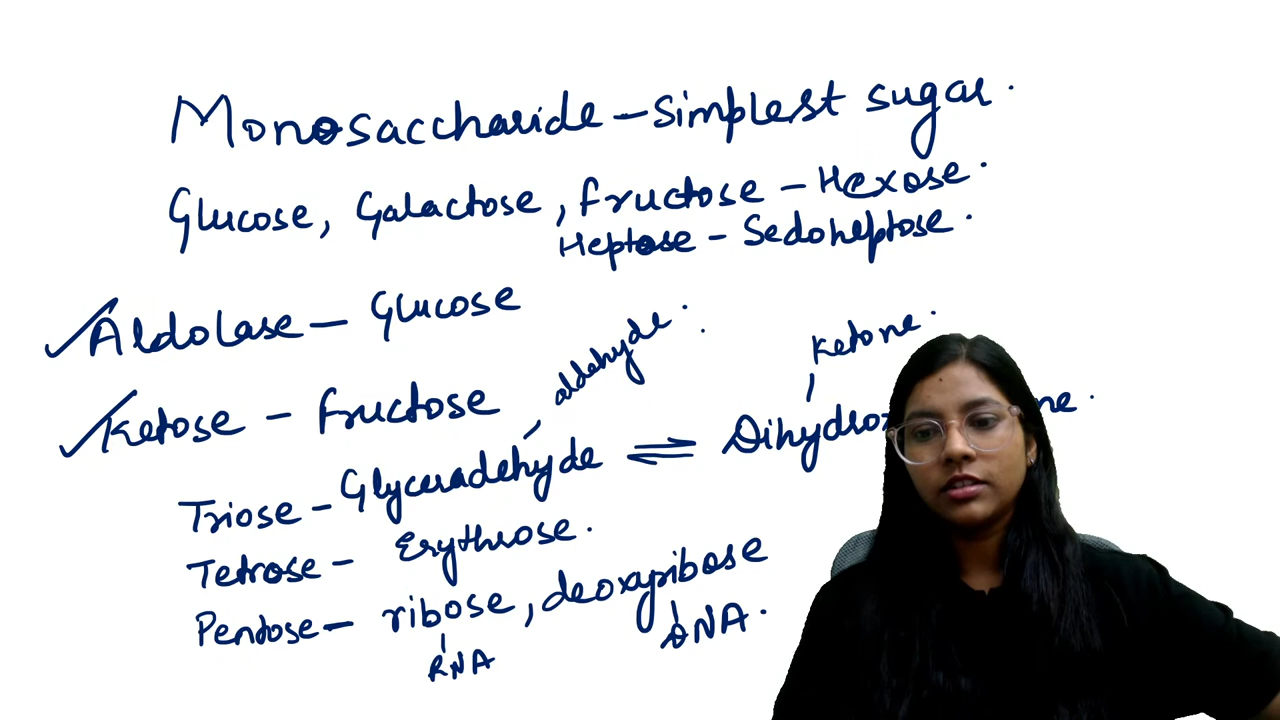 Monosaccharide – Simplest sugar.
Glucose, Galactose, fructose – Hexose.
Heptose – Sedoheptose.
Aldolase – Glucose
aldehyde.
Ketone.
Ketose – fructose
Triose – Glyceradehyde ⇌ Dihydrox
Tetrose – Erythrose.
Pentose – ribose, deoxyribose
RNA
DNA.